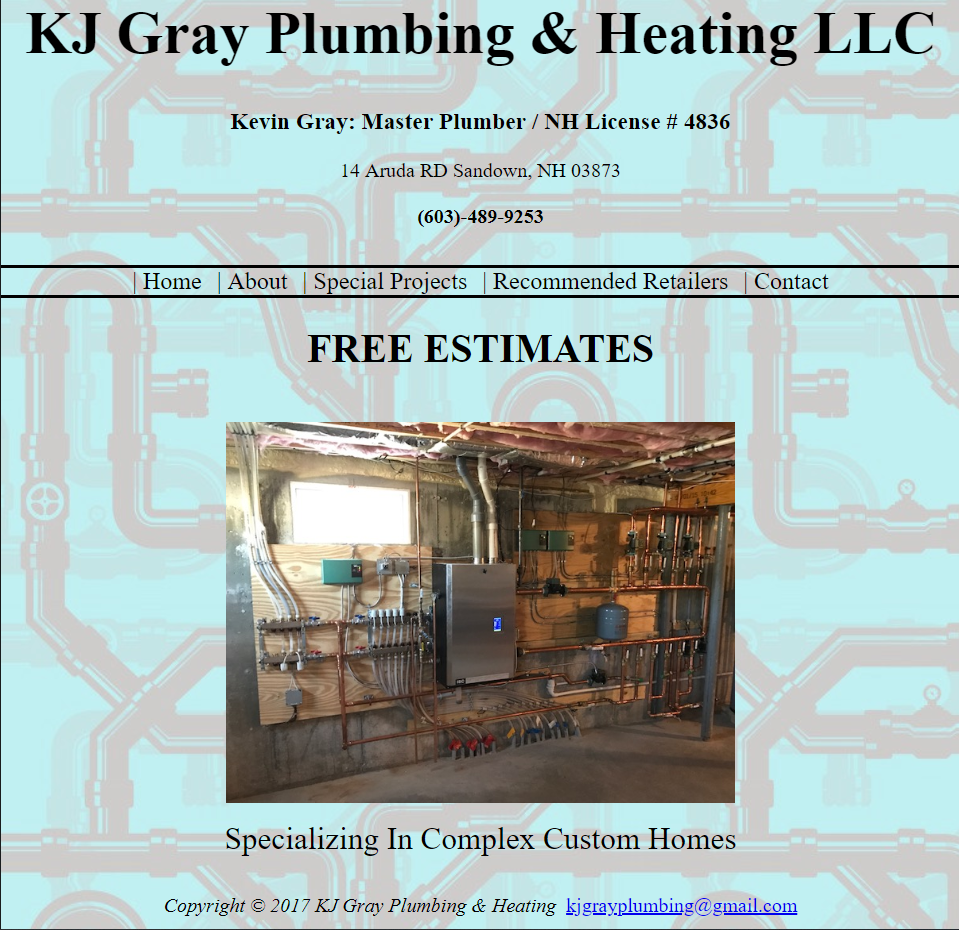 KJ Gray Plumbing & Heating LLC
Kevin Gray: Master Plumber / NH License # 4836
14 Aruda RD Sandown, NH 03873
(603)-489-9253
| Home | About | Special Projects | Recommended Retailers | Contact
FREE ESTIMATES
Specializing In Complex Custom Homes
Copyright © 2017 KJ Gray Plumbing & Heating kjgrayplumbing@gmail.com